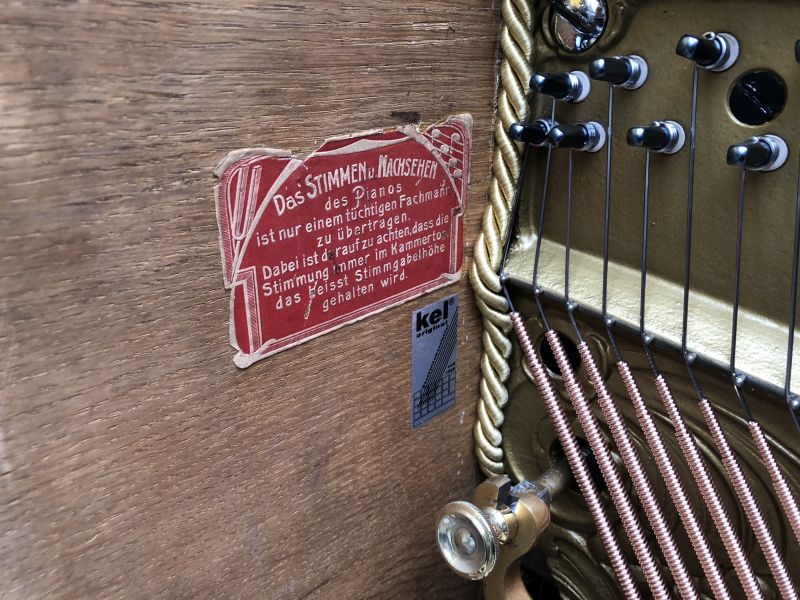 Das STIMMEN u. NACHSEHEN
des Pianos
ist nur einem tüchtigen Fachmann
zu übertragen.
Dabei ist darauf zu achten, dass die
Stimmung immer im Kammerton,
das heisst Stimmgabelhöhe
gehalten wird.
kel®
original